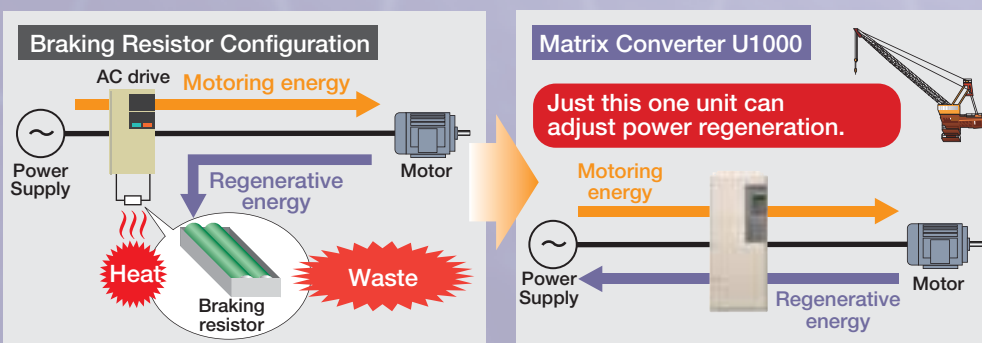 Braking Resistor Configuration
AC drive
Motoring energy
Power
Supply
Motor
Regenerative
energy
Heat
Braking
resistor
Waste
Matrix Converter U1000
Just this one unit can
adjust power regeneration.
Motoring
energy
Power
Supply
Motor
Regenerative
energy